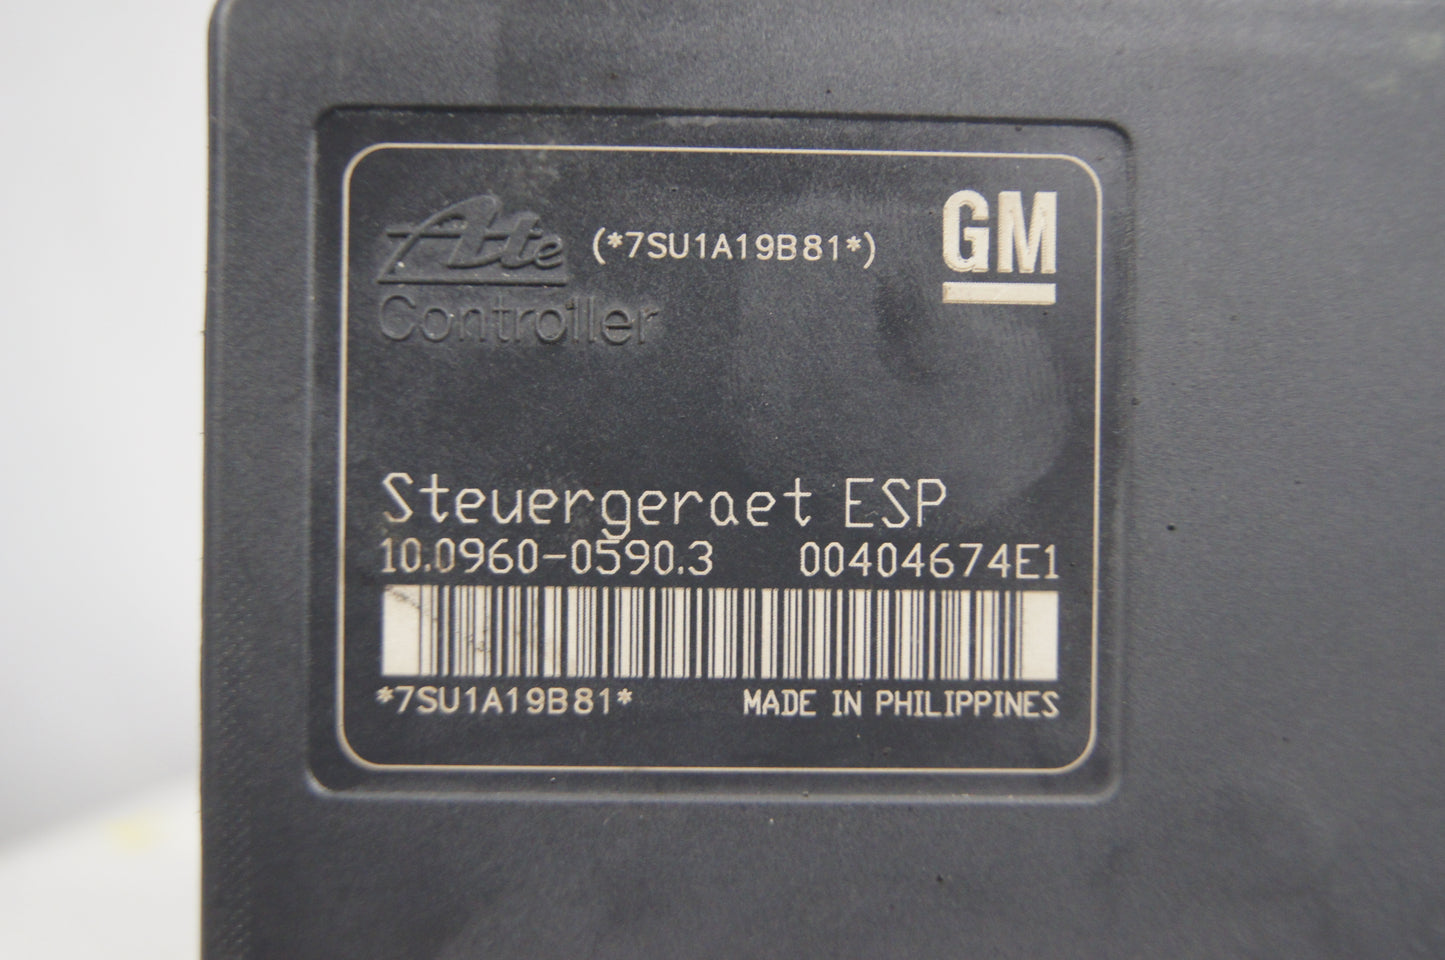 Ate (*7SU1A19B81*) GM
Controller
Steuergeraet ESP
10.0960-0590.3 00404674E1
*7SU1A19B81* MADE IN PHILIPPINES